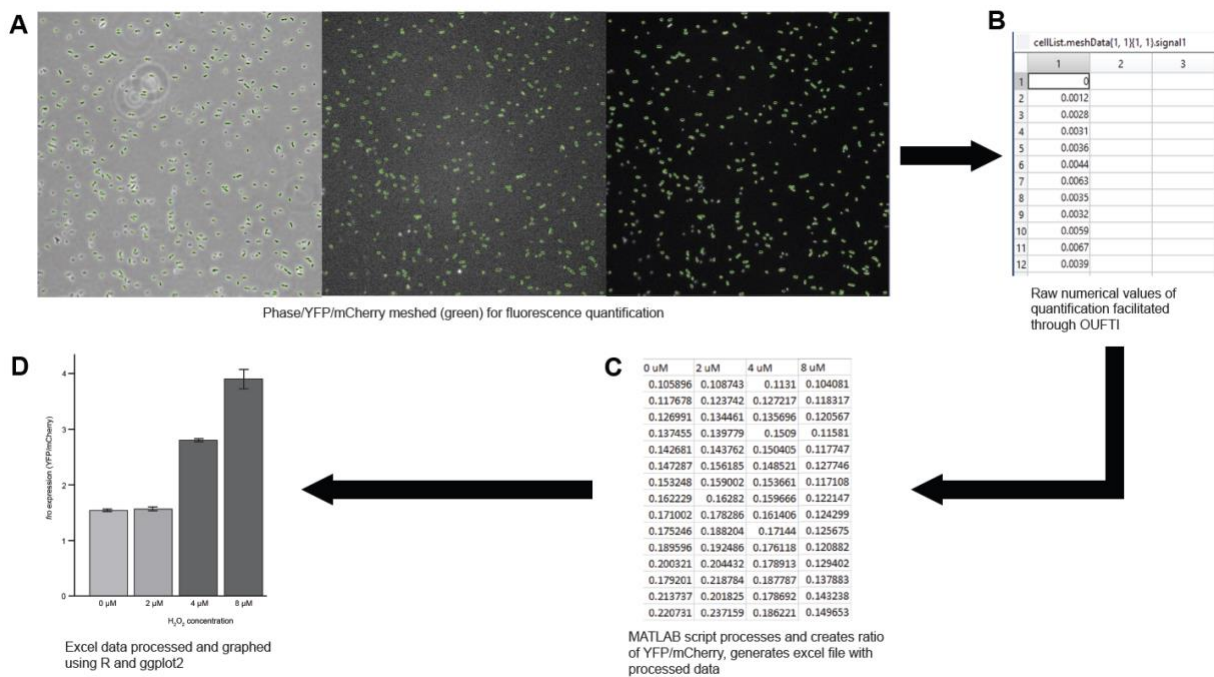 A
Phase/YFP/mCherry meshed (green) for fluorescence quantification
B
cellList.meshData{1, 1}{1, 1}.signal1
1 2 3
1 0
2 0.0012
3 0.0028
4 0.0031
5 0.0036
6 0.0044
7 0.0063
8 0.0035
9 0.0032
10 0.0059
11 0.0067
12 0.0039
Raw numerical values of
quantification facilitated
through OUFTI
C
0 uM 2 uM 4 uM 8 uM
0.105896 0.108743 0.1131 0.104081
0.117678 0.123742 0.127217 0.118317
0.126991 0.134461 0.135696 0.120567
0.137455 0.139779 0.1509 0.11581
0.142681 0.143762 0.150405 0.117747
0.147287 0.156185 0.148521 0.127746
0.153248 0.159002 0.153661 0.117108
0.162229 0.16282 0.159666 0.122147
0.171002 0.178286 0.161406 0.124299
0.175246 0.188204 0.17144 0.125675
0.189596 0.192486 0.176118 0.120882
0.200321 0.204432 0.178913 0.129402
0.179201 0.218784 0.187787 0.137883
0.213737 0.201825 0.178692 0.143238
0.220731 0.237159 0.186221 0.149653
MATLAB script processes and creates ratio
of YFP/mCherry, generates excel file with
processed data
D
fro expression (YFP/mCherry)
4
3
2
1
0
0 µM 2 µM 4 µM 8 µM
H₂O₂ concentration
Excel data processed and graphed
using R and ggplot2